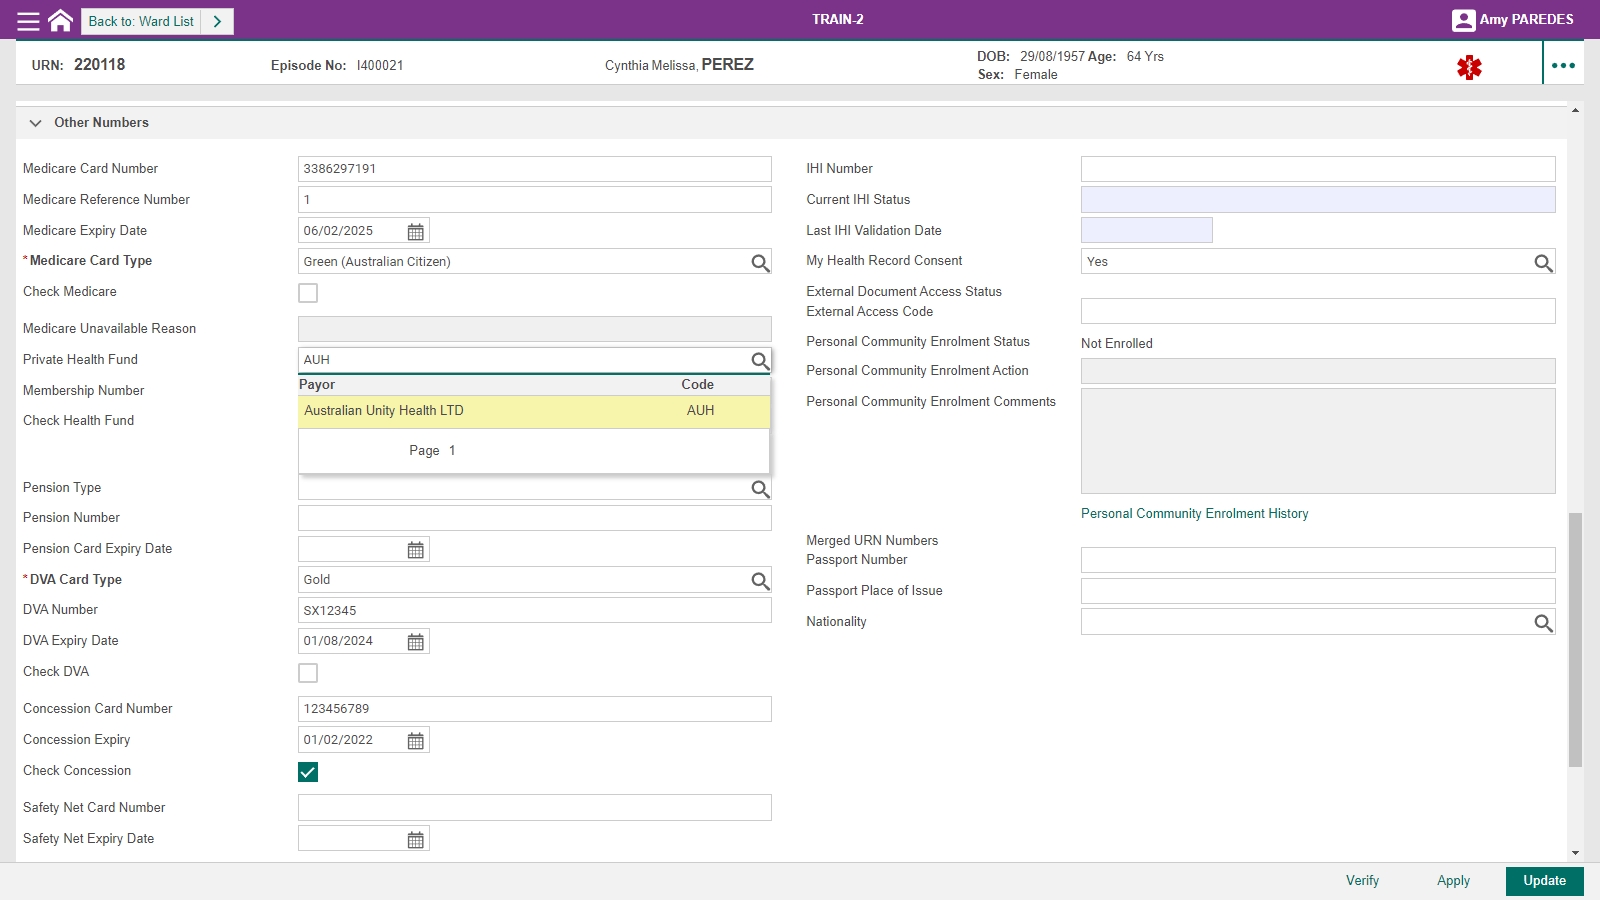 Back to: Ward List
TRAIN-2
Amy PAREDES
URN: 220118
Episode No: I400021
Cynthia Melissa, PEREZ
DOB: 29/08/1957 Age: 64 Yrs
Sex: Female
Other Numbers
Medicare Card Number 3386297191
Medicare Reference Number 1
Medicare Expiry Date 06/02/2025
*Medicare Card Type Green (Australian Citizen)
Check Medicare
Medicare Unavailable Reason
Private Health Fund AUH
Payor Code
Membership Number
Australian Unity Health LTD AUH
Check Health Fund
Page 1
Pension Type
Pension Number
Pension Card Expiry Date
*DVA Card Type Gold
DVA Number SX12345
DVA Expiry Date 01/08/2024
Check DVA
Concession Card Number 123456789
Concession Expiry 01/02/2022
Check Concession
Safety Net Card Number
Safety Net Expiry Date
IHI Number
Current IHI Status
Last IHI Validation Date
My Health Record Consent Yes
External Document Access Status
External Access Code
Personal Community Enrolment Status Not Enrolled
Personal Community Enrolment Action
Personal Community Enrolment Comments
Personal Community Enrolment History
Merged URN Numbers
Passport Number
Passport Place of Issue
Nationality
Verify
Apply
Update